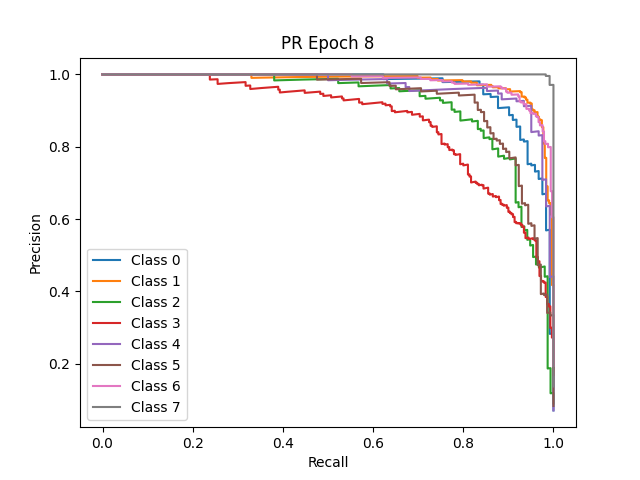 PR Epoch 8
Precision
1.0
0.8
0.6
0.4
0.2
Class 0
Class 1
Class 2
Class 3
Class 4
Class 5
Class 6
Class 7
0.0 0.2 0.4 0.6 0.8 1.0
Recall